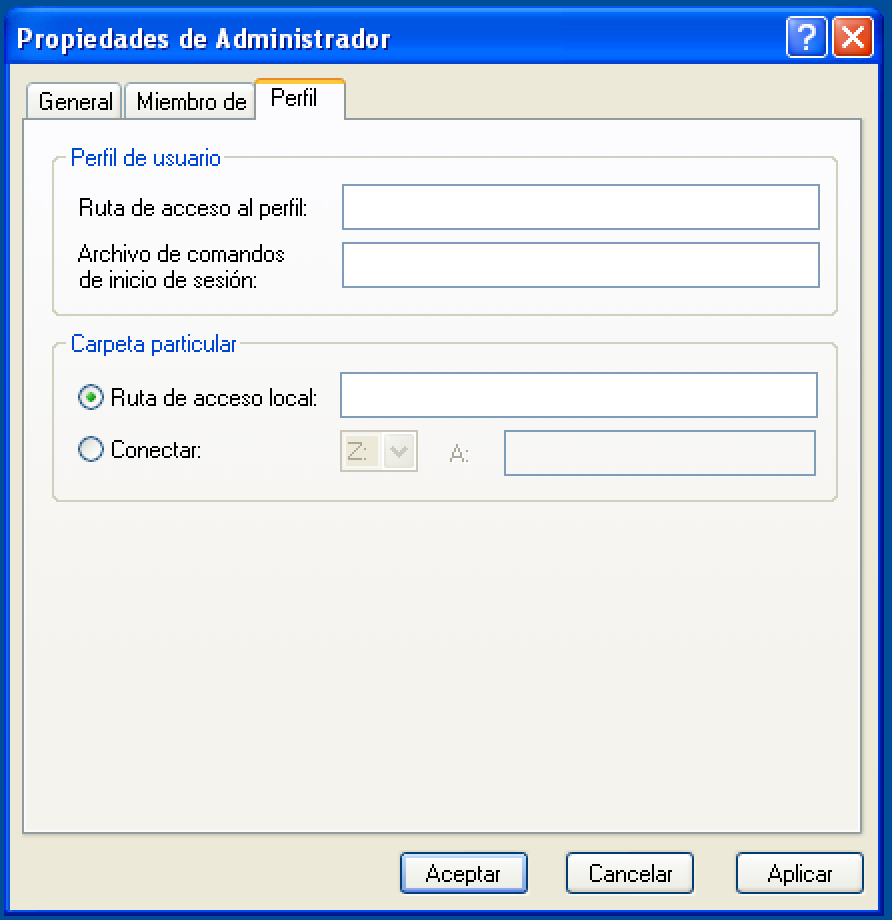 Propiedades de Administrador
?
General
Miembro de
Perfil
Perfil de usuario
Ruta de acceso al perfil:
Archivo de comandos
de inicio de sesión:
Carpeta particular
Ruta de acceso local:
Conectar:
Z:
A:
Aceptar
Cancelar
Aplicar